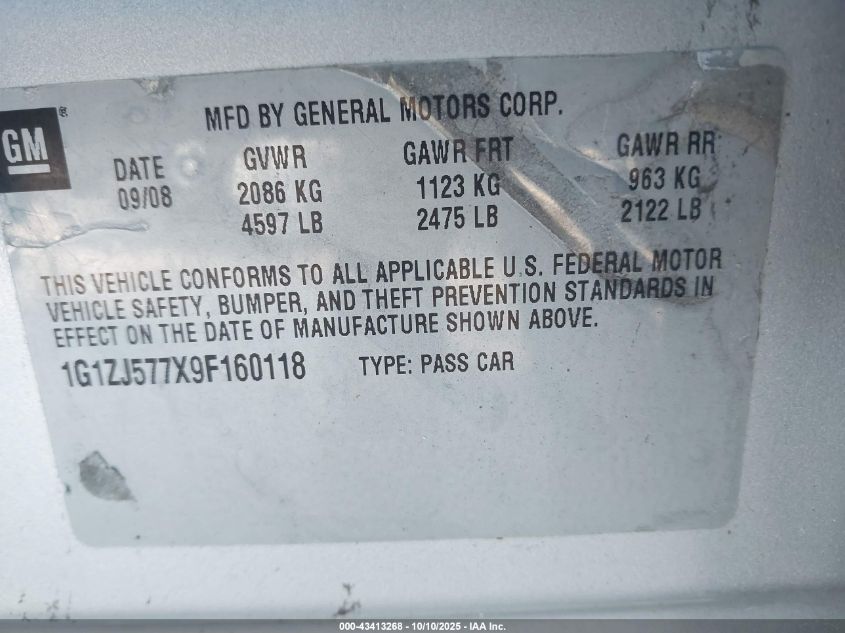 MFD BY GENERAL MOTORS CORP.
GM ®
DATE GVWR GAWR FRT GAWR RR
09/08 2086 KG 1123 KG 963 KG
4597 LB 2475 LB 2122 LB
THIS VEHICLE CONFORMS TO ALL APPLICABLE U.S. FEDERAL MOTOR
VEHICLE SAFETY, BUMPER, AND THEFT PREVENTION STANDARDS IN
EFFECT ON THE DATE OF MANUFACTURE SHOWN ABOVE.
1G1ZJ577X9F160118 TYPE: PASS CAR
000-43413268 - 10/10/2025 - IAA Inc.